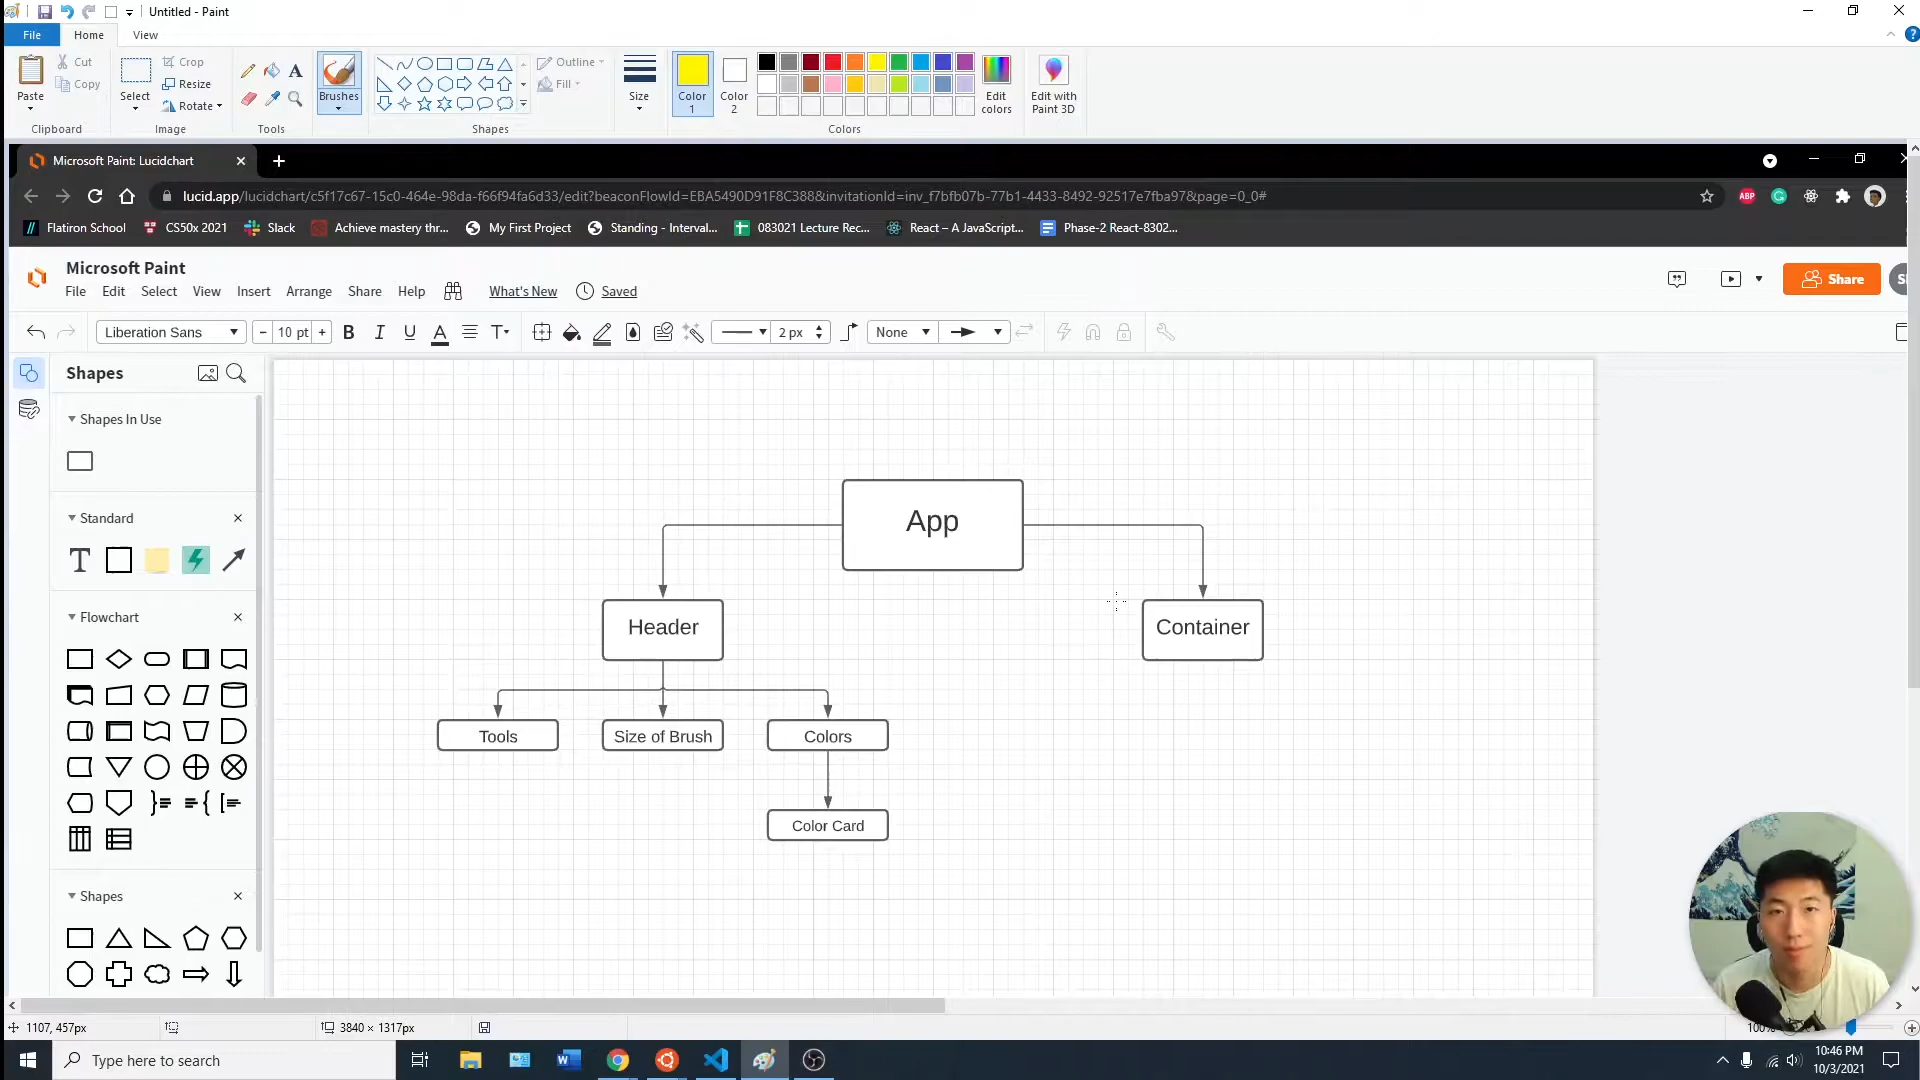 Untitled - Paint
File
Home
View
Paste
Cut
Copy
Clipboard
Select
Crop
Resize
Rotate
Image
A
Tools
Brushes
Outline
Fill
Shapes
Size
Color 1
Color 2
Edit colors
Colors
Edit with Paint 3D
Microsoft Paint: Lucidchart
lucid.app/lucidchart/c5f17c67-15c0-464e-98da-f66f94fa6d33/edit?beaconFlowId=EBA5490D91F8C388&invitationId=inv_f7bfb07b-77b1-4433-8492-92517e7fba97&page=0_0#
ABP
Flatiron School
CS50x 2021
Slack
Achieve mastery thr...
My First Project
Standing - Interval...
083021 Lecture Rec...
React – A JavaScript...
Phase-2 React-8302...
Microsoft Paint
File Edit Select View Insert Arrange Share Help What's New Saved
Share
Liberation Sans
- 10 pt +
B I U A T
2 px
None
Shapes
Shapes In Use
Standard
T
Flowchart
Shapes
App
Header
Container
Tools
Size of Brush
Colors
Color Card
1107, 457px
3840 × 1317px
100%
Type here to search
10:46 PM
10/3/2021